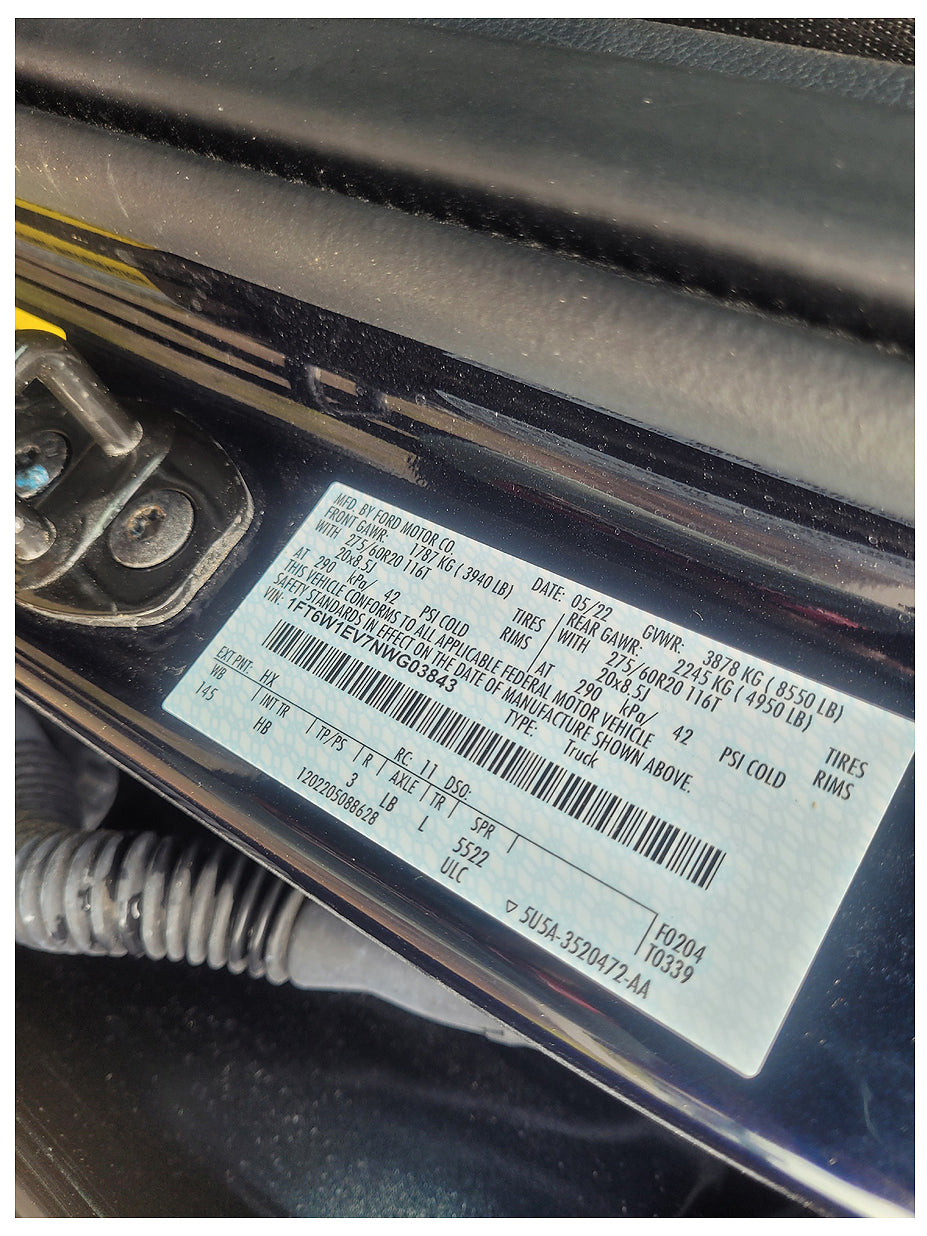 MFD. BY FORD MOTOR CO.
DATE: 05/22 GVWR: 3878 KG ( 8550 LB)
FRONT GAWR: 1787 KG ( 3940 LB) REAR GAWR: 2245 KG ( 4950 LB)
WITH 275/60R20 116T TIRES WITH 275/60R20 116T TIRES
20x8.5J RIMS 20x8.5J RIMS
AT 290 kPa/ 42 PSI COLD AT 290 kPa/ 42 PSI COLD
THIS VEHICLE CONFORMS TO ALL APPLICABLE FEDERAL MOTOR VEHICLE
SAFETY STANDARDS IN EFFECT ON THE DATE OF MANUFACTURE SHOWN ABOVE.
VIN: 1FT6W1EV7NWG03843 TYPE: Truck
EXT PNT: HX RC: 11 DSO: F0204
WB INT TR TP/PS R AXLE TR SPR T0339
145 HB 3 LB L 5522
1202205088628 ULC
▽ 5U5A-3520472-AA